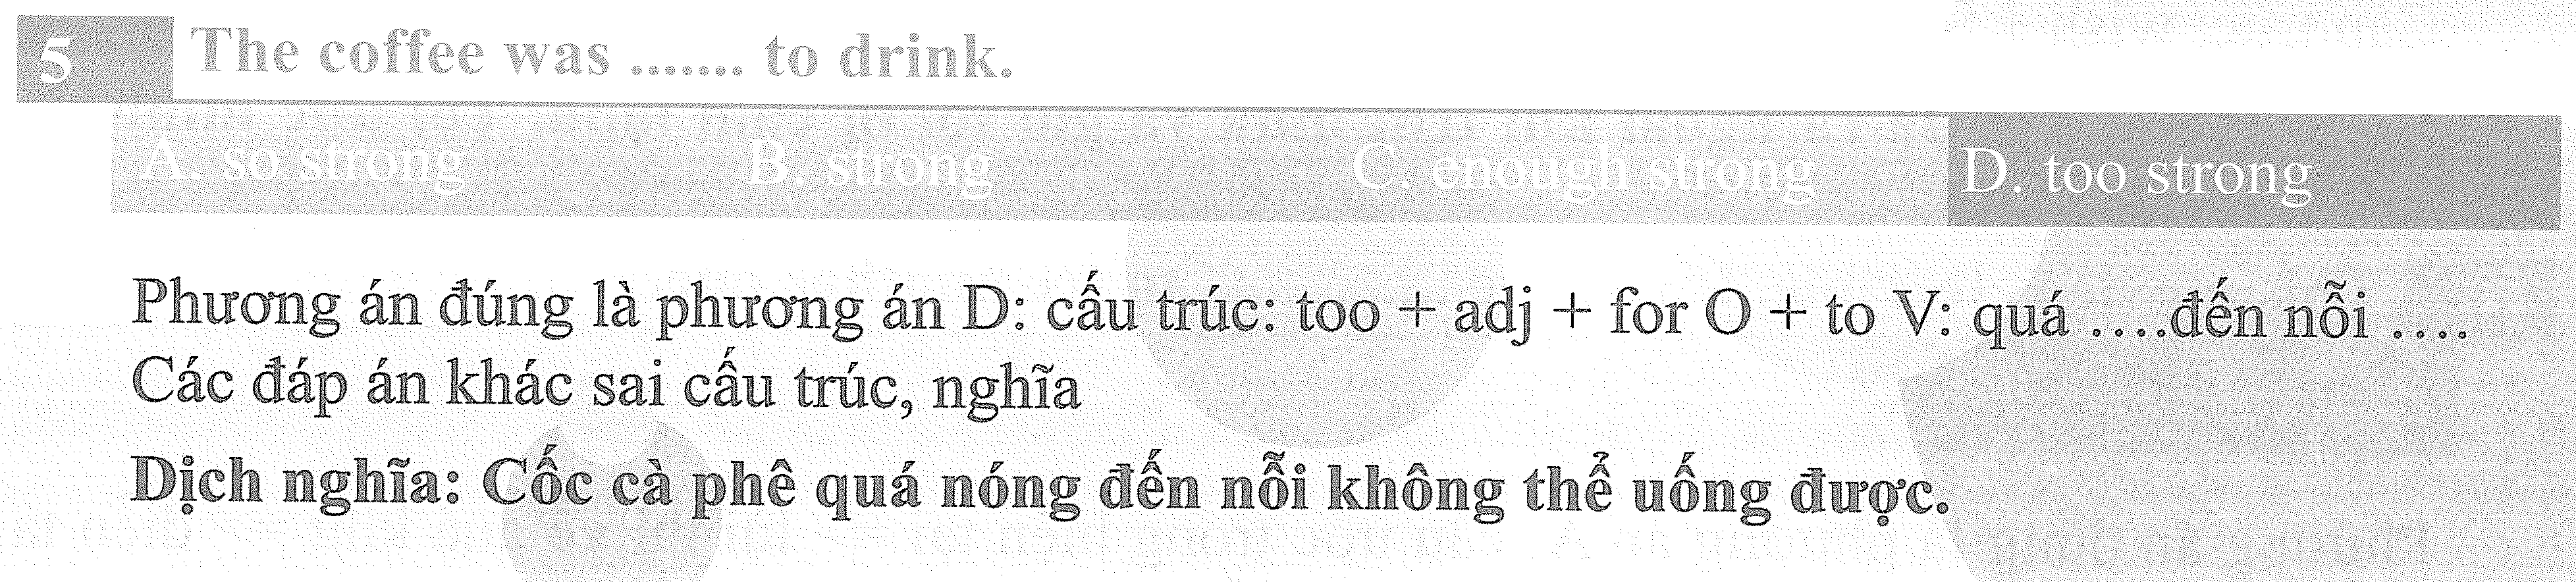 5 The coffee was ....... to drink.
A. so strong B. strong C. enough strong D. too strong
Phương án đúng là phương án D: cấu trúc: too + adj + for O + to V: quá ....đến nỗi ....
Các đáp án khác sai cấu trúc, nghĩa
Dịch nghĩa: Cốc cà phê quá nóng đến nỗi không thể uống được.